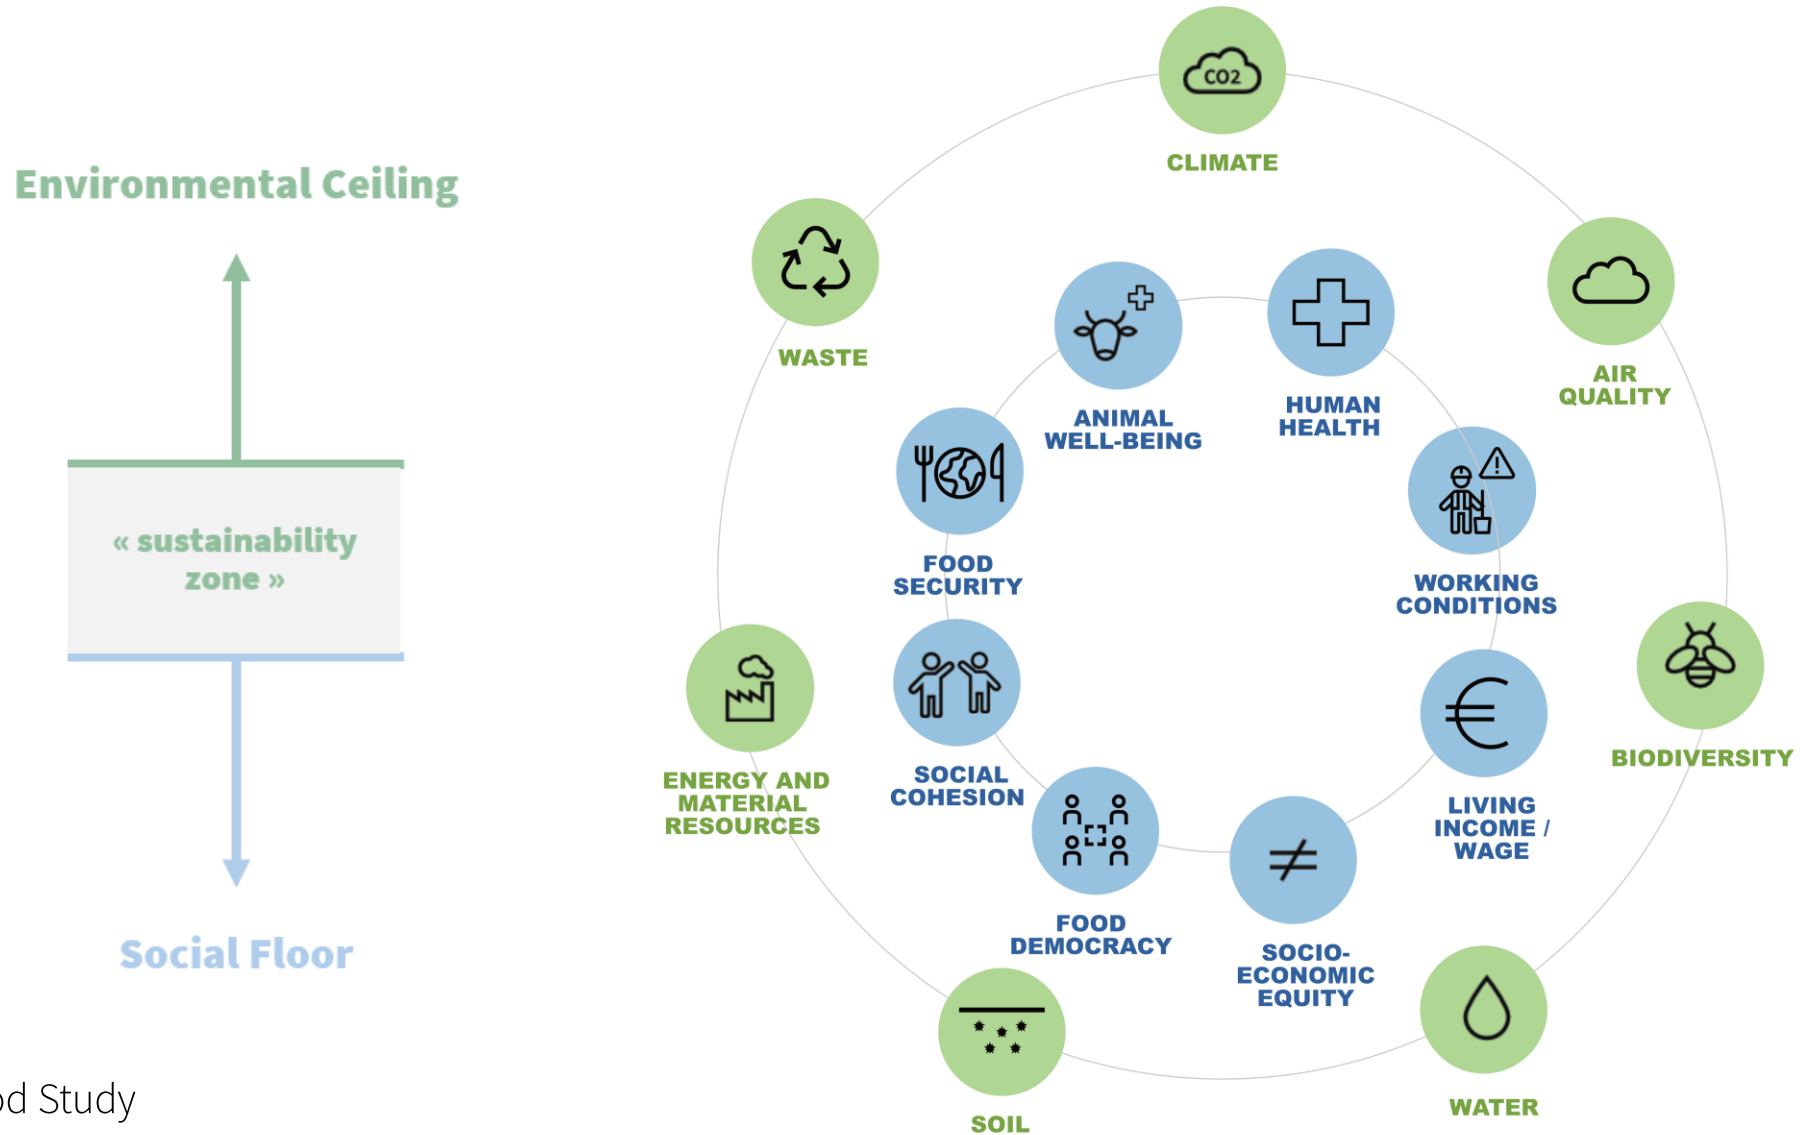 Environmental Ceiling
« sustainability
zone »
Social Floor
Study
CO2
CLIMATE
WASTE
AIR
QUALITY
ANIMAL
WELL-BEING
HUMAN
HEALTH
FOOD
SECURITY
WORKING
CONDITIONS
BIODIVERSITY
ENERGY AND
MATERIAL
RESOURCES
SOCIAL
COHESION
LIVING
INCOME /
WAGE
FOOD
DEMOCRACY
SOCIO-
ECONOMIC
EQUITY
SOIL
WATER